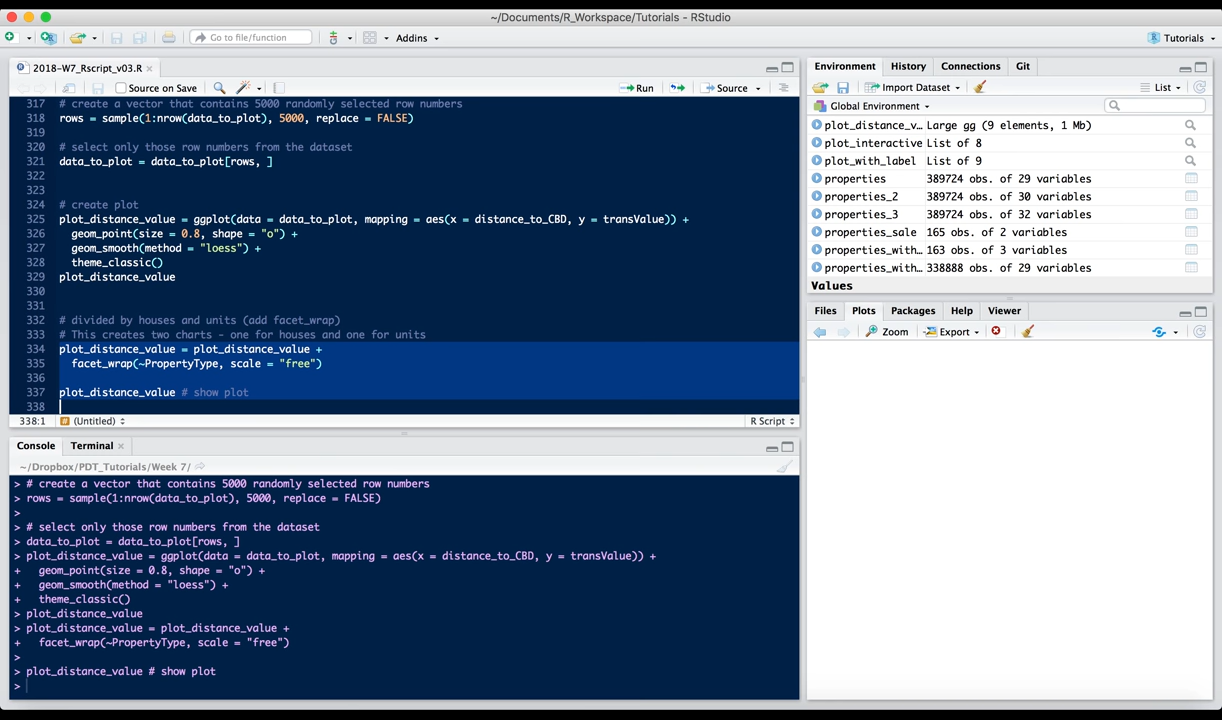 ~/Documents/R_Workspace/Tutorials - RStudio
Go to file/function
Addins
Tutorials
2018-W7_Rscript_v03.R
Source on Save
Run
Source
317 # create a vector that contains 5000 randomly selected row numbers
318 rows = sample(1:nrow(data_to_plot), 5000, replace = FALSE)
319
320 # select only those row numbers from the dataset
321 data_to_plot = data_to_plot[rows, ]
322
323
324 # create plot
325 plot_distance_value = ggplot(data = data_to_plot, mapping = aes(x = distance_to_CBD, y = transValue)) +
326 geom_point(size = 0.8, shape = "o") +
327 geom_smooth(method = "loess") +
328 theme_classic()
329 plot_distance_value
330
331
332 # divided by houses and units (add facet_wrap)
333 # This creates two charts - one for houses and one for units
334 plot_distance_value = plot_distance_value +
335 facet_wrap(~PropertyType, scale = "free")
336
337 plot_distance_value # show plot
338
338:1 # (Untitled) R Script
Console Terminal
~/Dropbox/PDT_Tutorials/Week 7/
> # create a vector that contains 5000 randomly selected row numbers
> rows = sample(1:nrow(data_to_plot), 5000, replace = FALSE)
>
> # select only those row numbers from the dataset
> data_to_plot = data_to_plot[rows, ]
> plot_distance_value = ggplot(data = data_to_plot, mapping = aes(x = distance_to_CBD, y = transValue)) +
+ geom_point(size = 0.8, shape = "o") +
+ geom_smooth(method = "loess") +
+ theme_classic()
> plot_distance_value
> plot_distance_value = plot_distance_value +
+ facet_wrap(~PropertyType, scale = "free")
>
> plot_distance_value # show plot
>
Environment History Connections Git
Import Dataset List
Global Environment
plot_distance_v… Large gg (9 elements, 1 Mb)
plot_interactive List of 8
plot_with_label List of 9
properties 389724 obs. of 29 variables
properties_2 389724 obs. of 30 variables
properties_3 389724 obs. of 32 variables
properties_sale 165 obs. of 2 variables
properties_with… 163 obs. of 3 variables
properties_with… 338888 obs. of 29 variables
Values
Files Plots Packages Help Viewer
Zoom Export